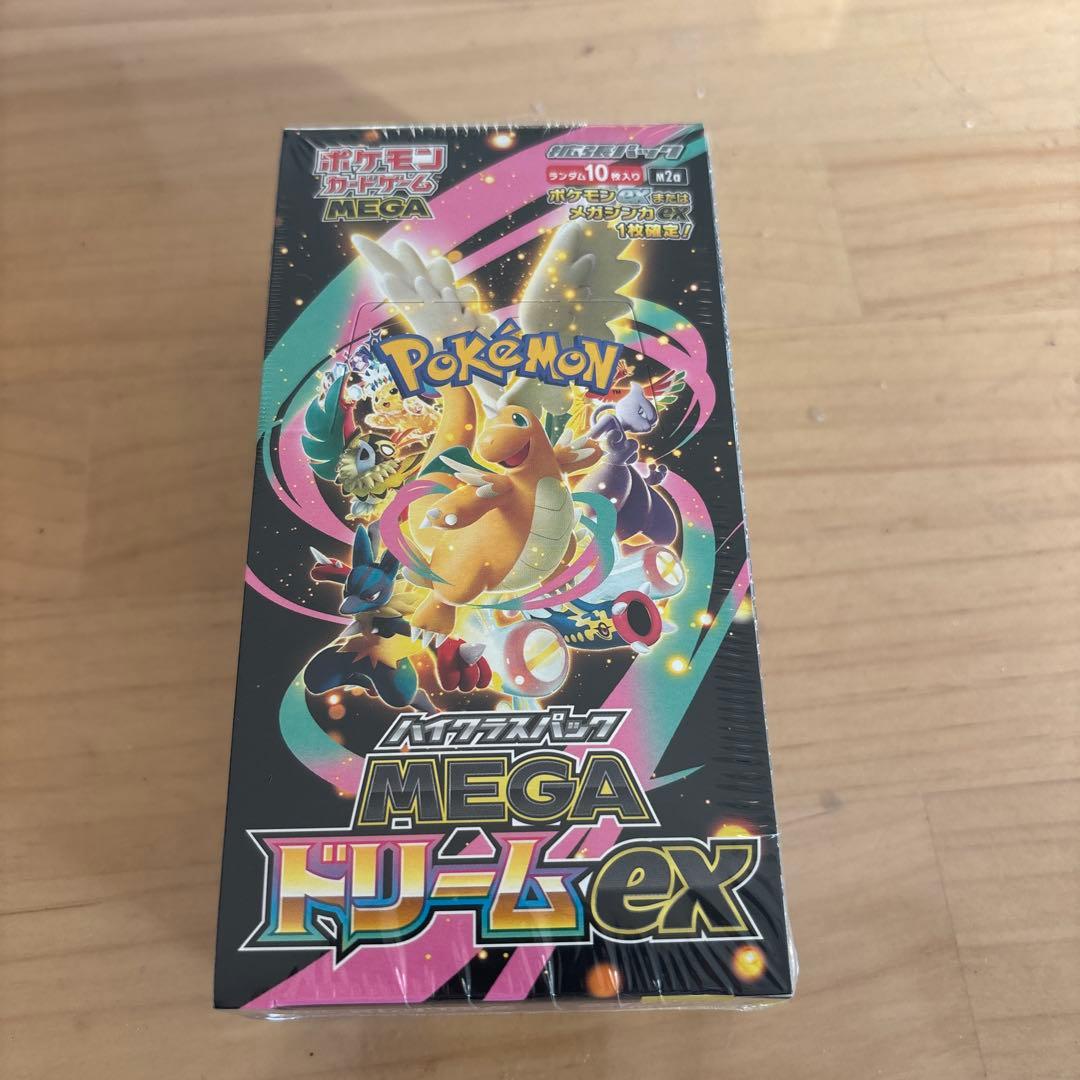 ポケモン
カードゲーム
MEGA
拡張パック
ランダム10枚入り M2a
ポケモンexまたは
メガシンカex
1枚確定!
POKéMON
TM
ハイクラスパック
MEGA
ドリームex